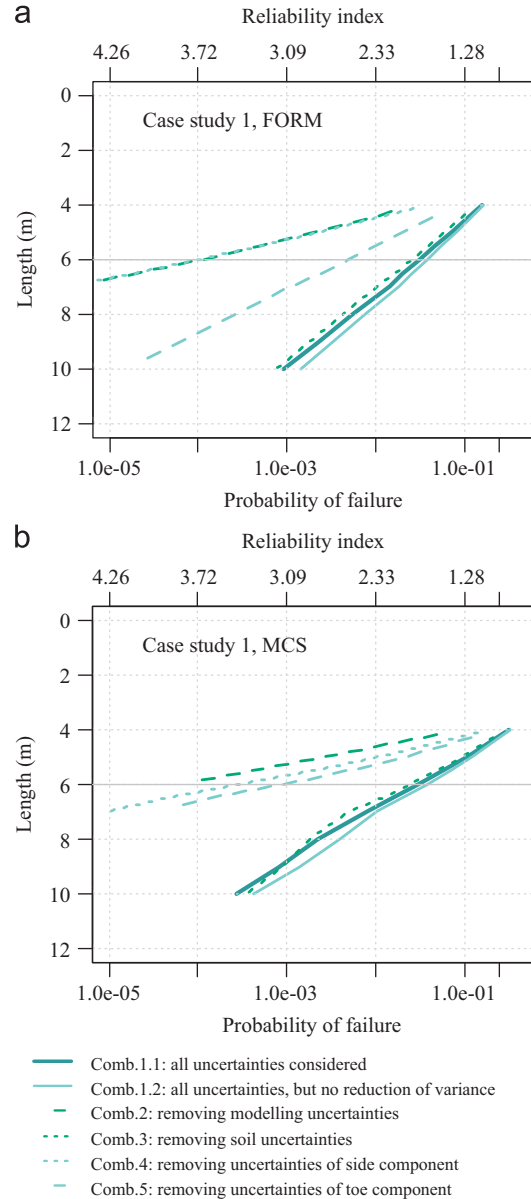 a
Reliability index
4.26 3.72 3.09 2.33 1.28
Case study 1, FORM
0
2
4
6
8
10
12
Length (m)
1.0e-05 1.0e-03 1.0e-01
Probability of failure
b
Reliability index
4.26 3.72 3.09 2.33 1.28
Case study 1, MCS
0
2
4
6
8
10
12
Length (m)
1.0e-05 1.0e-03 1.0e-01
Probability of failure
Comb.1.1: all uncertainties considered
Comb.1.2: all uncertainties, but no reduction of variance
Comb.2: removing modelling uncertainties
Comb.3: removing soil uncertainties
Comb.4: removing uncertainties of side component
Comb.5: removing uncertainties of toe component